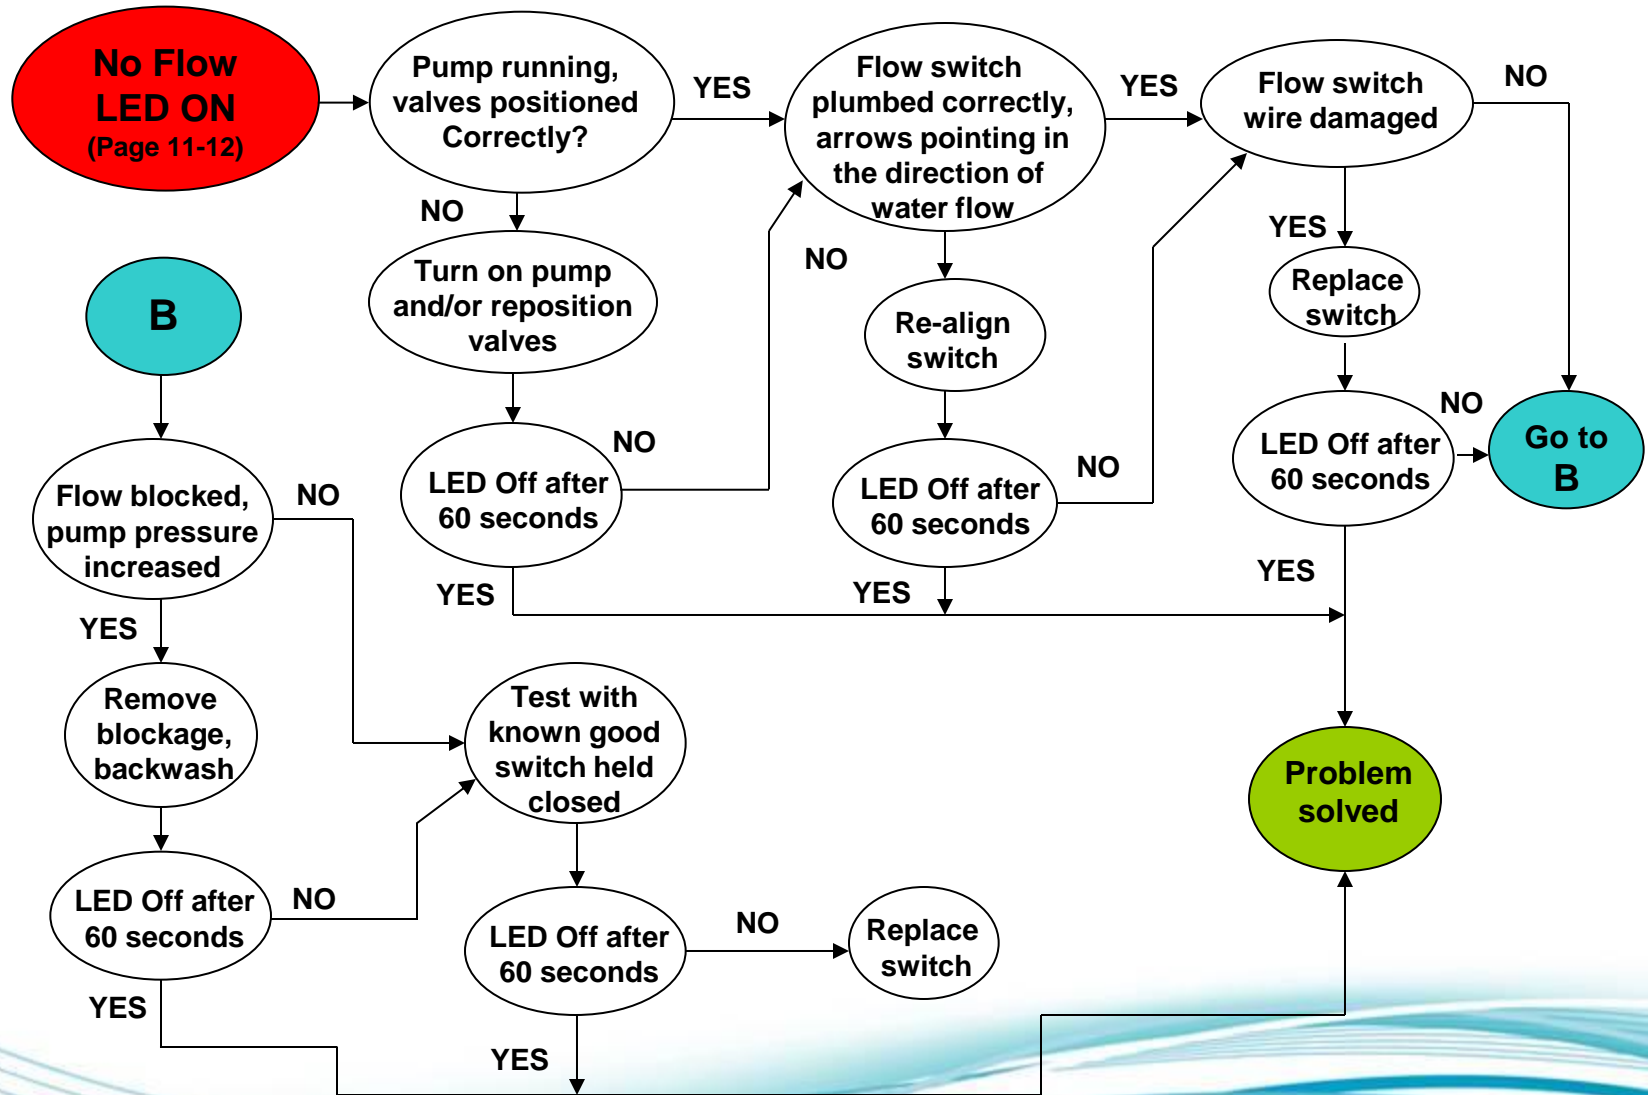 No Flow
LED ON
(Page 11-12)
Pump running,
valves positioned
Correctly?
YES
Flow switch
plumbed correctly,
arrows pointing in
the direction of
water flow
YES
Flow switch
wire damaged
NO
NO
Turn on pump
and/or reposition
valves
NO
Re-align
switch
YES
Replace
switch
B
LED Off after
60 seconds
NO
LED Off after
60 seconds
NO
LED Off after
60 seconds
NO
Go to
B
YES
YES
YES
Flow blocked,
pump pressure
increased
NO
YES
Remove
blockage,
backwash
Test with
known good
switch held
closed
Problem
solved
LED Off after
60 seconds
NO
LED Off after
60 seconds
NO
Replace
switch
YES
YES